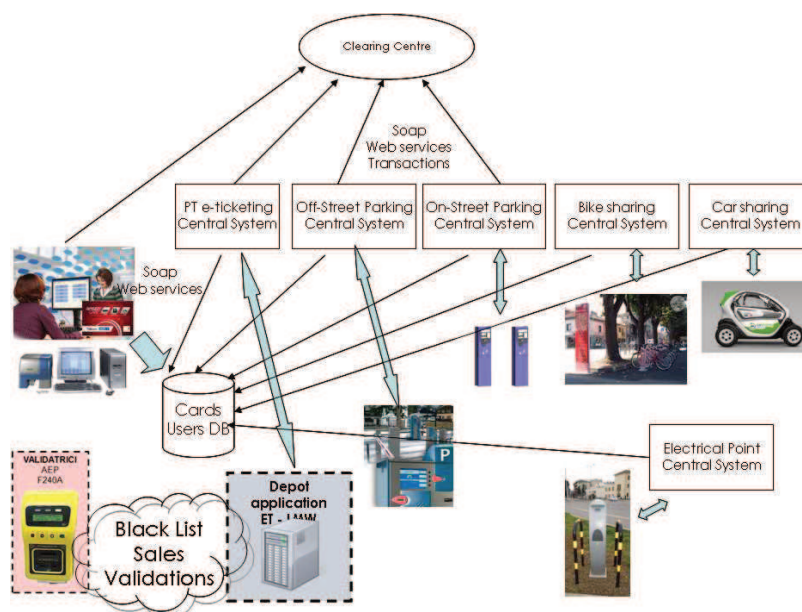 Clearing Centre
Soap
Web services
Transactions
PT e-ticketing
Central System
Off-Street Parking
Central System
On-Street Parking
Central System
Bike sharing
Central System
Car sharing
Central System
Soap
Web services
Cards
Users DB
P
Electrical Point
Central System
VALIDATRICI
AEP
F240A
Black List
Sales
Validations
Depot
application
ET - LMW